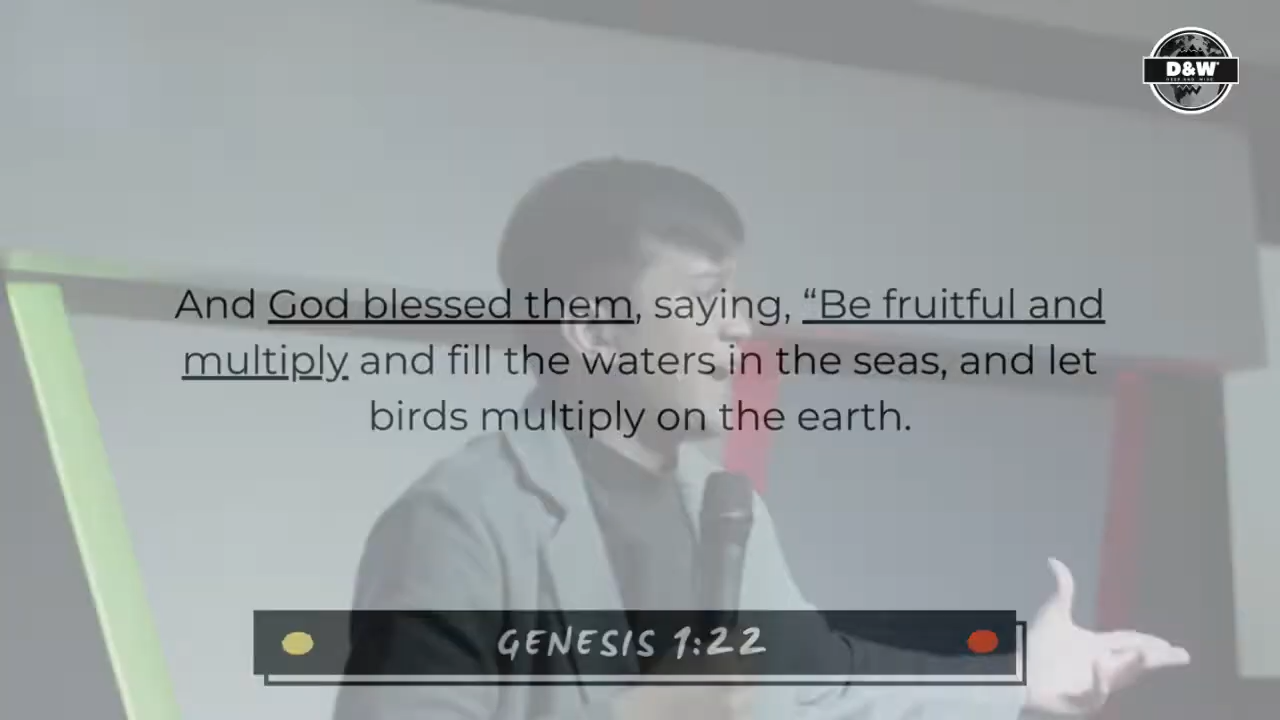 D&W
And God blessed them, saying, “Be fruitful and
multiply and fill the waters in the seas, and let
birds multiply on the earth.
GENESIS 1:22